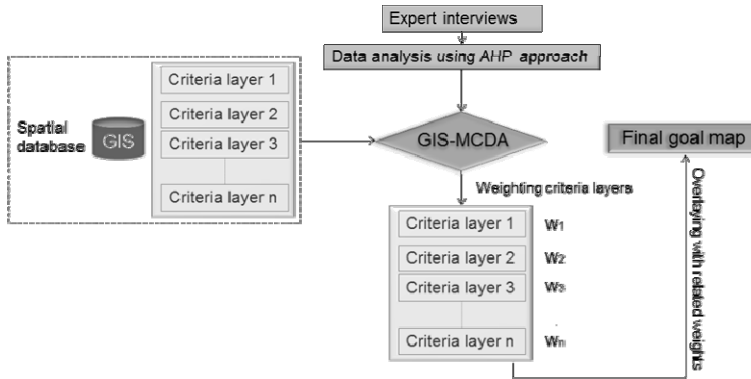 Expert interviews
Data analysis using AHP approach
Spatial
database
GIS
Criteria layer 1
Criteria layer 2
Criteria layer 3
Criteria layer n
GIS-MCDA
Final goal map
Weighting criteria layers
Criteria layer 1 W1
Criteria layer 2 W2
Criteria layer 3 W3
Criteria layer n Wn
Overlaying with related weights